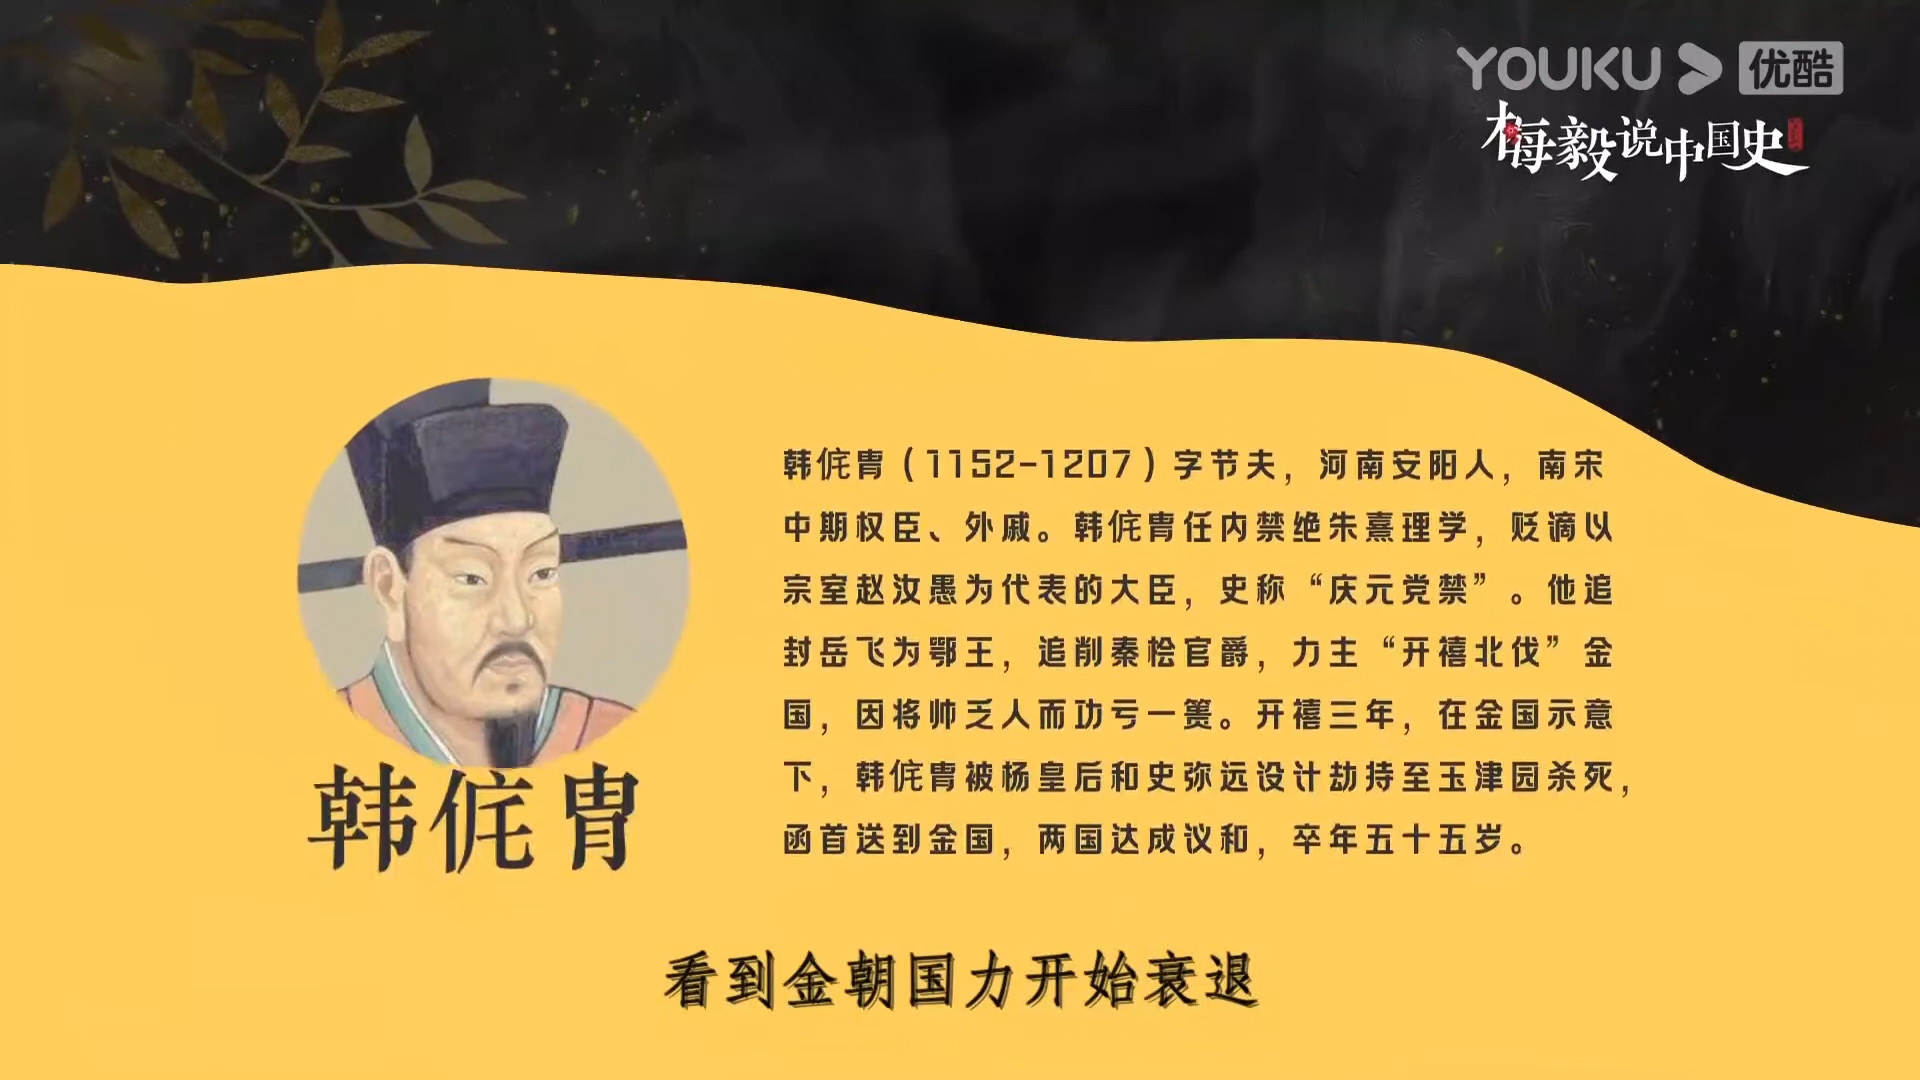 YOUKU 优酷
梅毅说中国史
韩侂胄（1152-1207）字节夫，河南安阳人，南宋
中期权臣、外戚。韩侂胄任内禁绝朱熹理学，贬谪以
宗室赵汝愚为代表的大臣，史称“庆元党禁”。他追
封岳飞为鄂王，追削秦桧官爵，力主“开禧北伐”金
国，因将帅乏人而功亏一篑。开禧三年，在金国示意
下，韩侂胄被杨皇后和史弥远设计劫持至玉津园杀死，
函首送到金国，两国达成议和，卒年五十五岁。
韩侂胄
看到金朝国力开始衰退